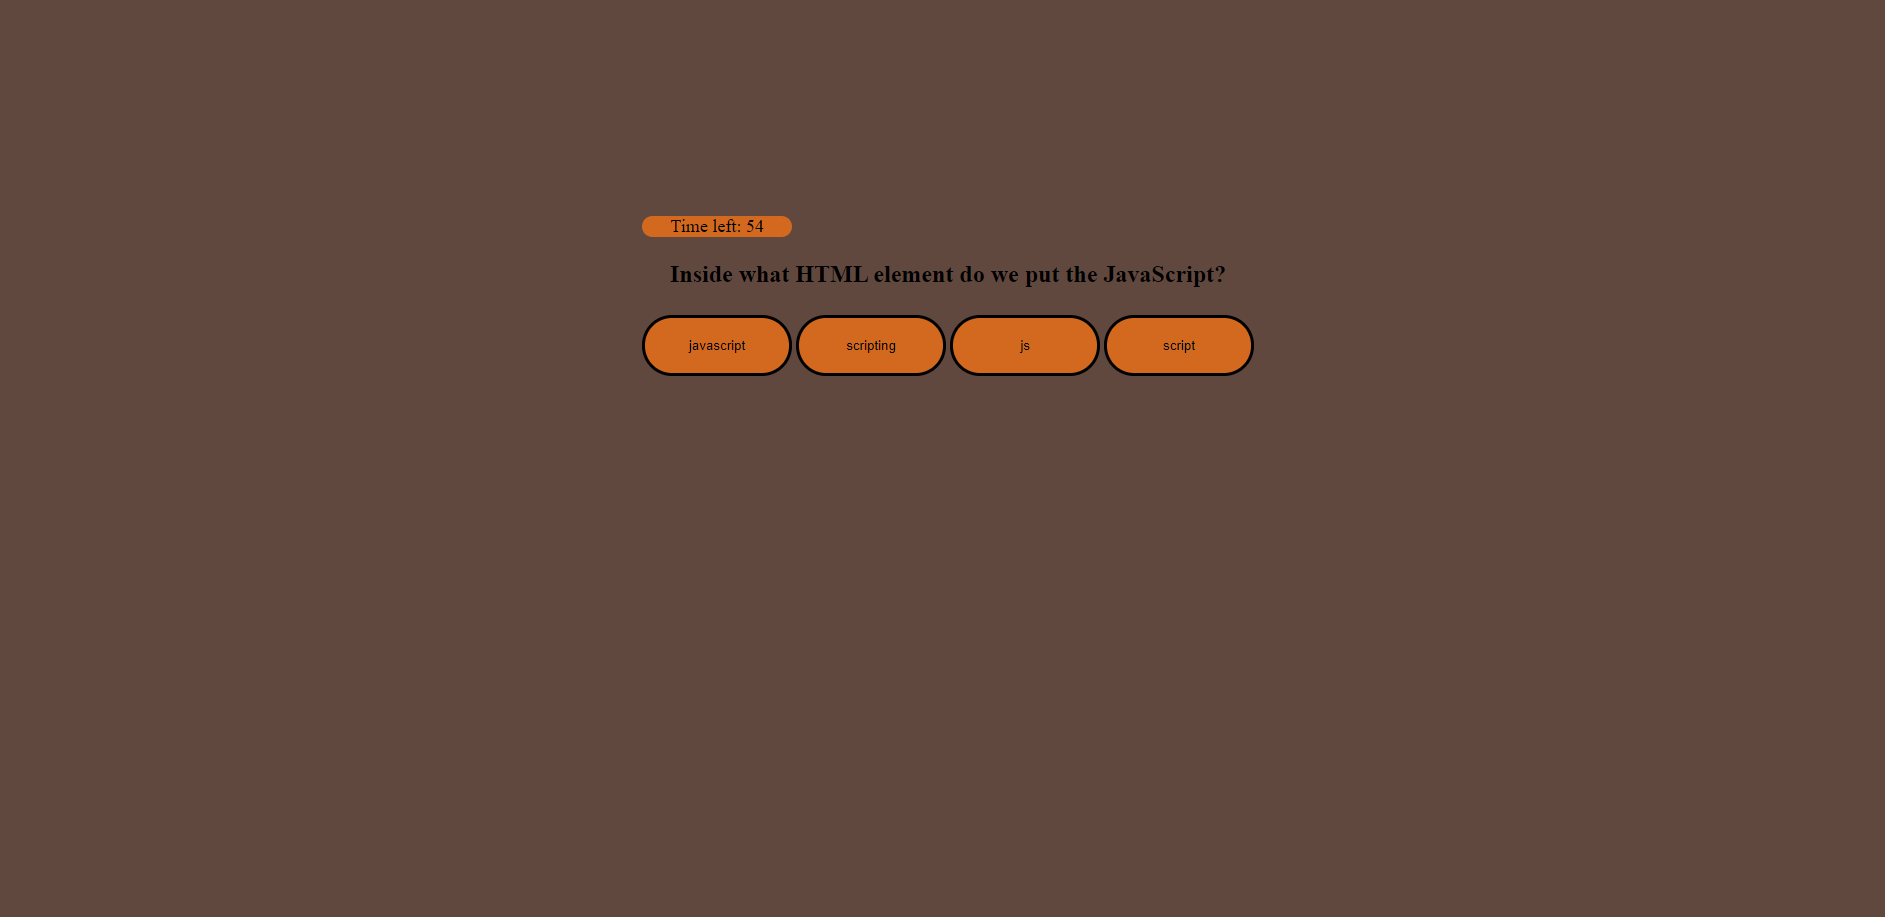 Time left: 54
Inside what HTML element do we put the JavaScript?
javascript scripting js script